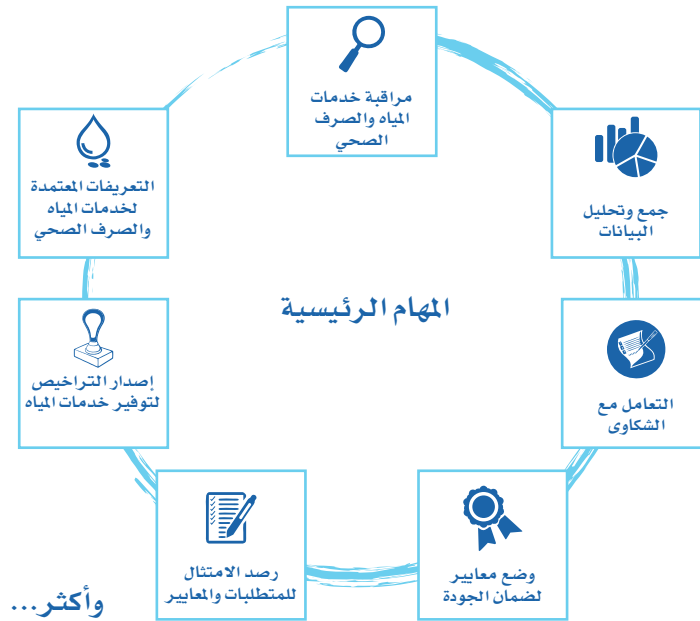 مراقبة خدمات
المياه والصرف
الصحي
جمع وتحليل
البيانات
التعامل مع
الشكاوى
وضع معايير
لضمان الجودة
رصد الامتثال
للمتطلبات والمعايير
إصدار التراخيص
لتوفير خدمات المياه
التعريفات المعتمدة
لخدمات المياه
والصرف الصحي
المهام الرئيسية
وأكثر...